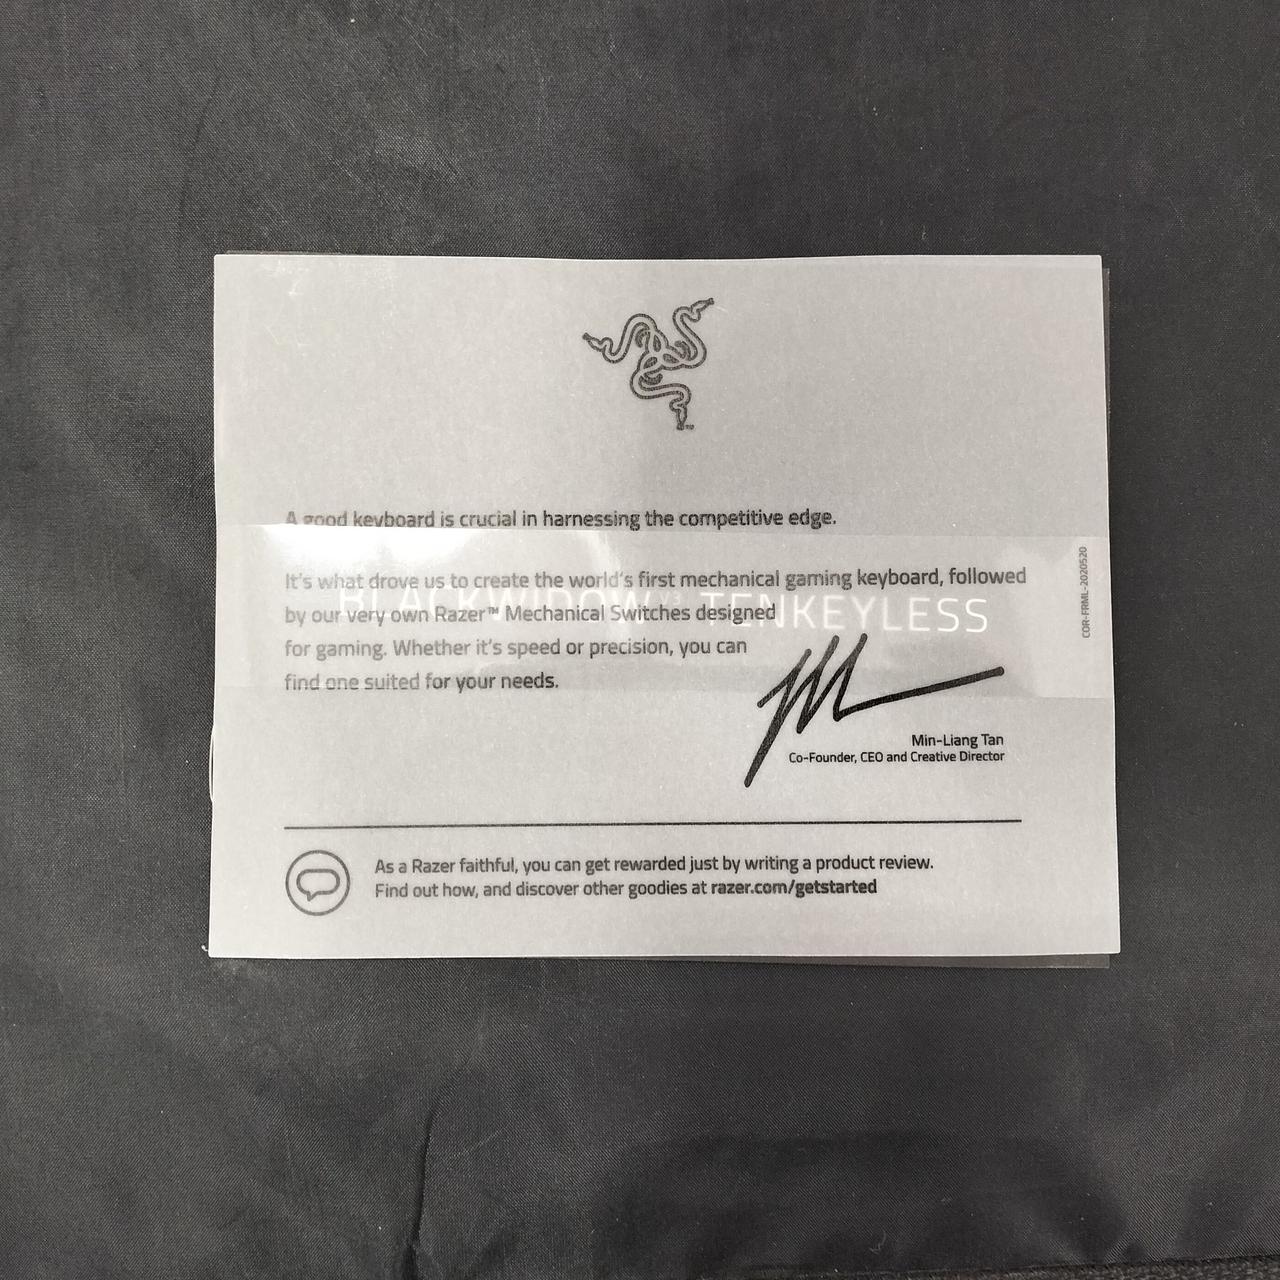 A good keyboard is crucial in harnessing the competitive edge.
It's what drove us to create the world's first mechanical gaming keyboard, followed
by our very own Razer™ Mechanical Switches designed
for gaming. Whether it's speed or precision, you can
find one suited for your needs.
BLACKWIDOW V3 TENKEYLESS
COR-FRML-2020520
Min-Liang Tan
Co-Founder, CEO and Creative Director
As a Razer faithful, you can get rewarded just by writing a product review.
Find out how, and discover other goodies at razer.com/getstarted